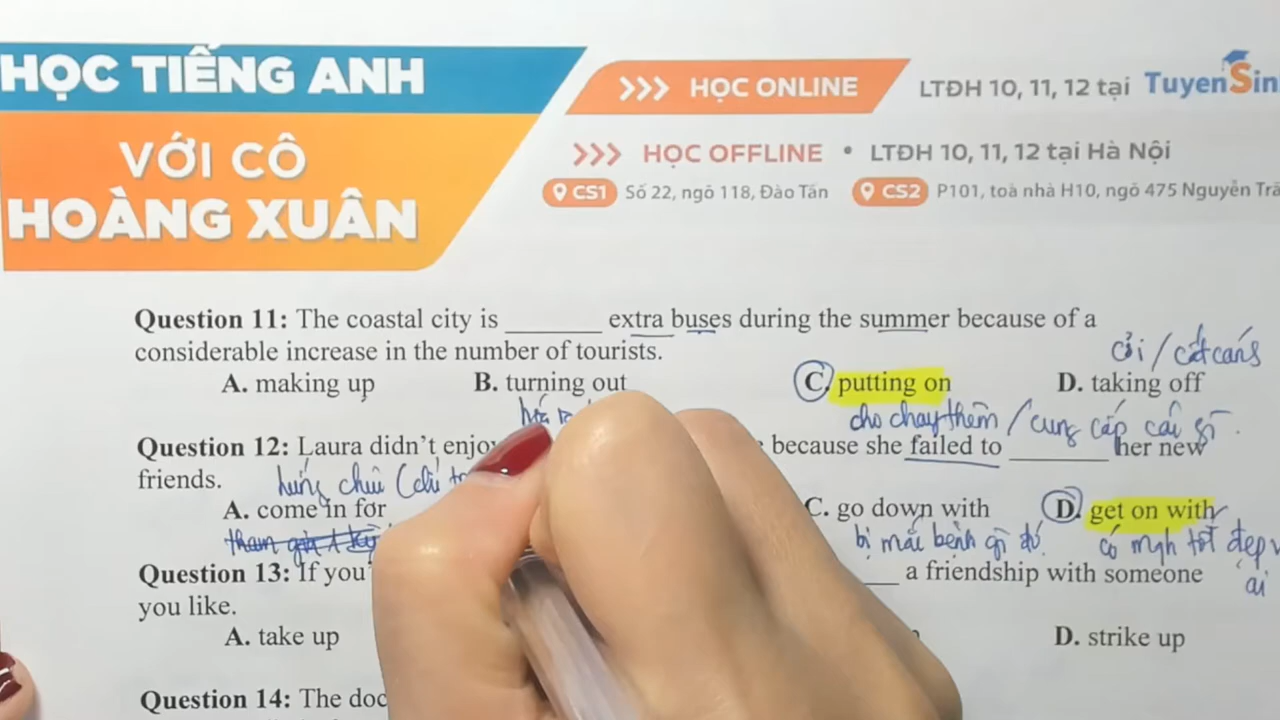 HỌC TIẾNG ANH
VỚI CÔ
HOÀNG XUÂN
>>> HỌC ONLINE LTĐH 10, 11, 12 tại TuyenSin
>>> HỌC OFFLINE • LTĐH 10, 11, 12 tại Hà Nội
CS1 Số 22, ngõ 118, Đào Tấn CS2 P101, toà nhà H10, ngõ 475 Nguyễn Trã
Question 11: The coastal city is ______ extra buses during the summer because of a
considerable increase in the number of tourists.
cởi / cất cánh
A. making up B. turning out C. putting on D. taking off
cho chạy thêm / cung cấp cái gì.
Question 12: Laura didn't enjo because she failed to ______ her new
friends.
hứng chịu
A. come in for C. go down with D. get on with
bị mắc bệnh gì đó. có mqh tốt đẹp
ai
Question 13: If you a friendship with someone
you like.
A. take up D. strike up
Question 14: The doc